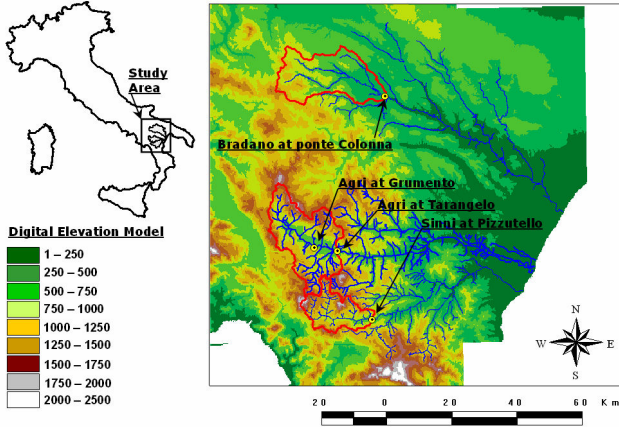 Study
Area
Bradano at ponte Colonna
Agri at Grumento
Agri at Tarangelo
Sinni at Pizzutello
Digital Elevation Model
1 – 250
250 – 500
500 – 750
750 – 1000
1000 – 1250
1250 – 1500
1500 – 1750
1750 – 2000
2000 – 2500
N
W
E
S
20 0 20 40 60 Km